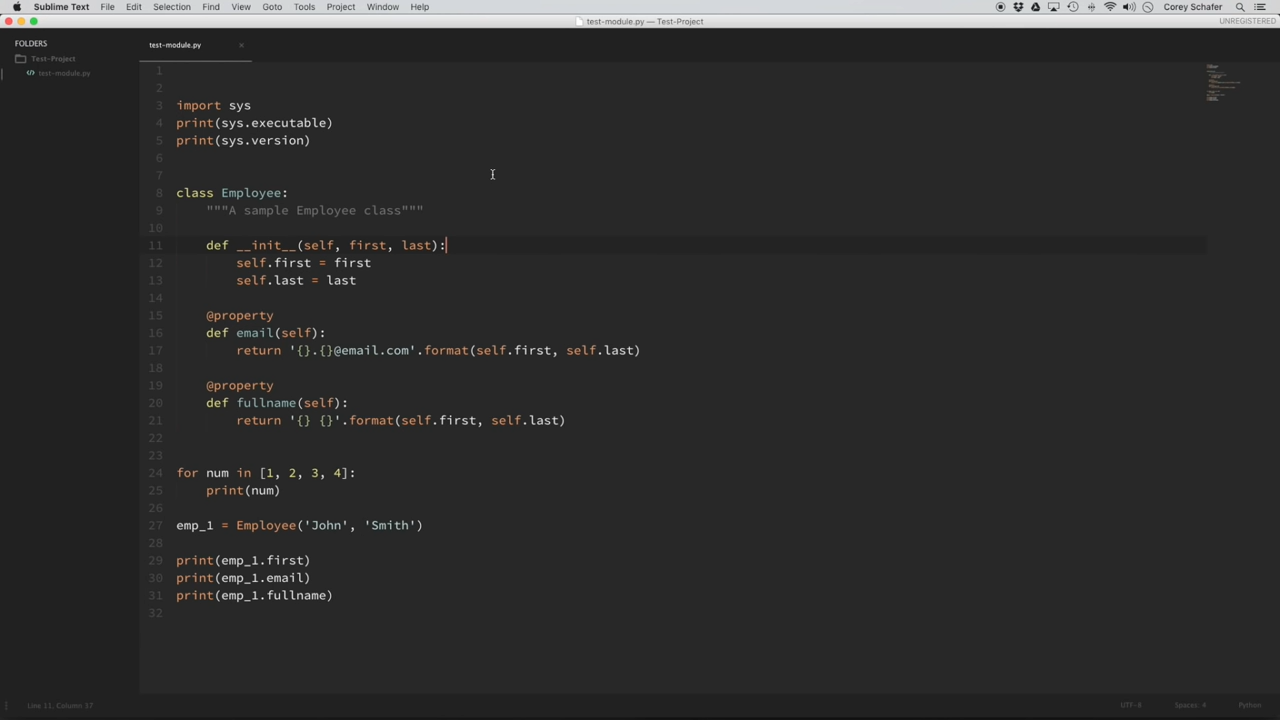 Sublime Text File Edit Selection Find View Goto Tools Project Window Help Corey Schafer
test-module.py — Test-Project UNREGISTERED
FOLDERS
Test-Project
test-module.py
test-module.py
1
2
3 import sys
4 print(sys.executable)
5 print(sys.version)
6
7
8 class Employee:
9 """A sample Employee class"""
10
11 def __init__(self, first, last):
12 self.first = first
13 self.last = last
14
15 @property
16 def email(self):
17 return '{}.{}@email.com'.format(self.first, self.last)
18
19 @property
20 def fullname(self):
21 return '{} {}'.format(self.first, self.last)
22
23
24 for num in [1, 2, 3, 4]:
25 print(num)
26
27 emp_1 = Employee('John', 'Smith')
28
29 print(emp_1.first)
30 print(emp_1.email)
31 print(emp_1.fullname)
32
Line 11, Column 37 UTF-8 Spaces: 4 Python